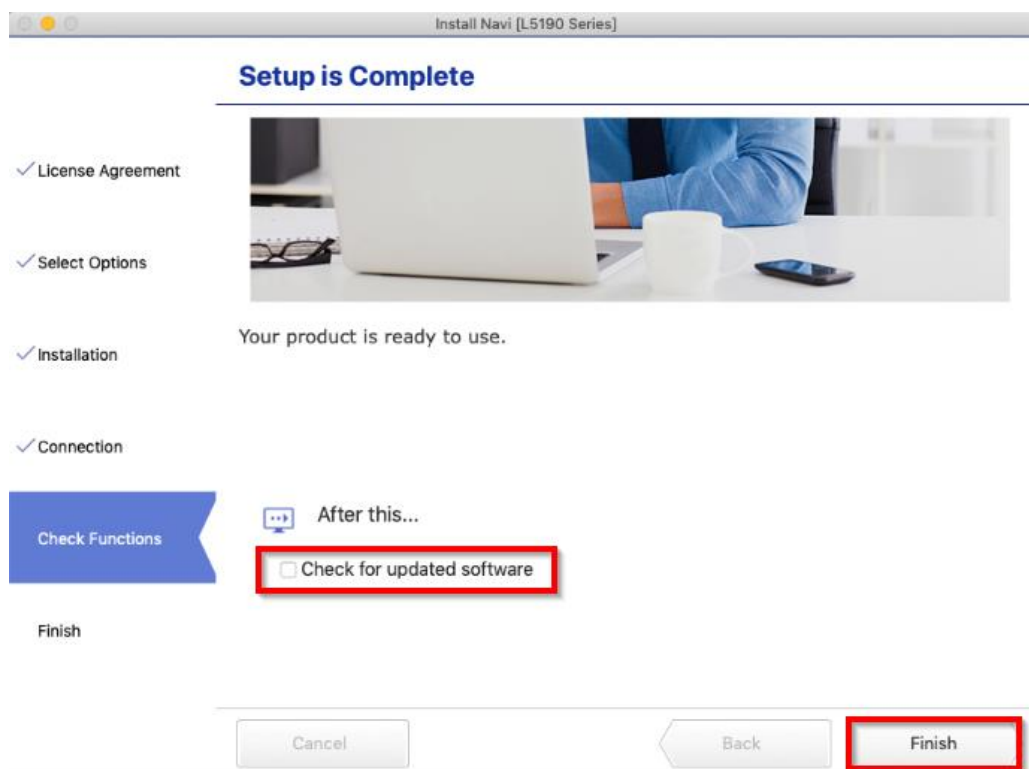 Install Navi [L5190 Series]
Setup is Complete
License Agreement
Select Options
Installation
Your product is ready to use.
Connection
Check Functions
After this...
Check for updated software
Finish
Cancel
Back
Finish